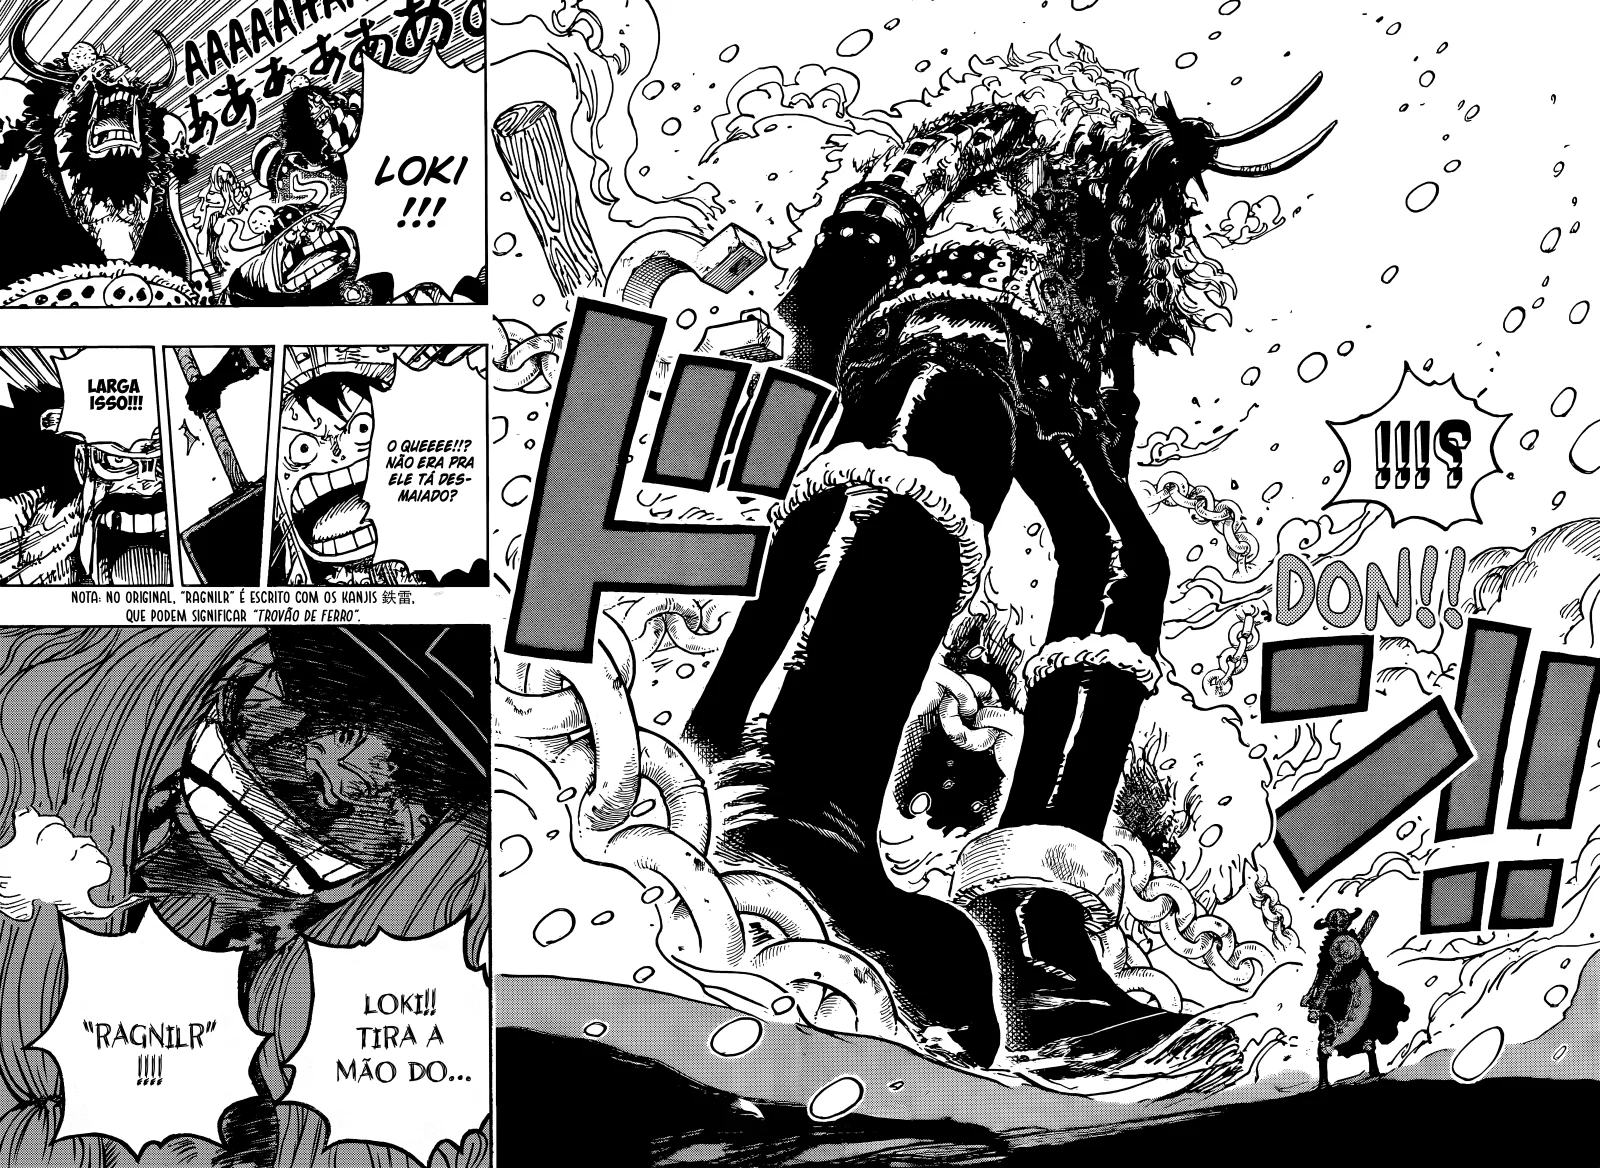 !!!?
DON!!
ドン!!
あああああああ
LOKI
!!!
O QUEEEE!!?
NÃO ERA PRA
ELE TÁ DES-
MAIADO?
LARGA
ISSO!!!
NOTA: NO ORIGINAL, "RAGNILR" É ESCRITO COM OS KANJIS 鉄雷,
QUE PODEM SIGNIFICAR "TROVÃO DE FERRO".
LOKI!!
TIRA A
MÃO DO...
"RAGNILR"
!!!!